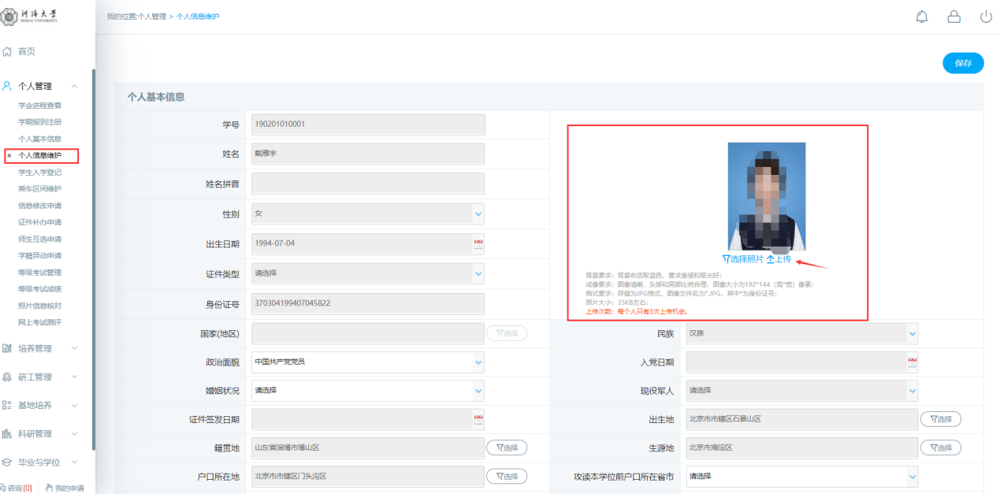 河海大学
HOHAI UNIVERSITY
我的位置:个人管理 > 个人信息维护
首页
个人管理
学业进程查看
学期报到注册
个人基本信息
个人信息维护
学生入学登记
乘车区间维护
信息修改申请
证件补办申请
师生互选申请
学籍异动申请
等级考试管理
等级考试成绩
照片信息核对
网上考试测评
培养管理
研工管理
基地培养
科研管理
毕业与学位
咨询[0] 我的申请
保存
个人基本信息
学号 190201010001
姓名 戴雁宇
姓名拼音
性别 女
出生日期 1994-07-04
证件类型 请选择
身份证号 370304199407045822
选择照片 上传
背景要求：背景布选取蓝色，要求垂感和吸光好；
成像要求：图像清晰，头部和肩部比例合理，图像大小为192*144（高*宽）像素；
格式要求：存储为JPG格式，图像文件名为*.JPG，其中*为身份证号；
照片大小：35KB左右；
上传次数：每个人只有3次上传机会。
国家(地区) 选择 民族 汉族
政治面貌 中国共产党党员 入党日期
婚姻状况 请选择 现役军人 请选择
证件签发日期 出生地 北京市市辖区石景山区 选择
籍贯地 山东省淄博市博山区 选择 生源地 北京市海淀区 选择
户口所在地 北京市市辖区门头沟区 选择 攻读本学位前户口所在省市 请选择